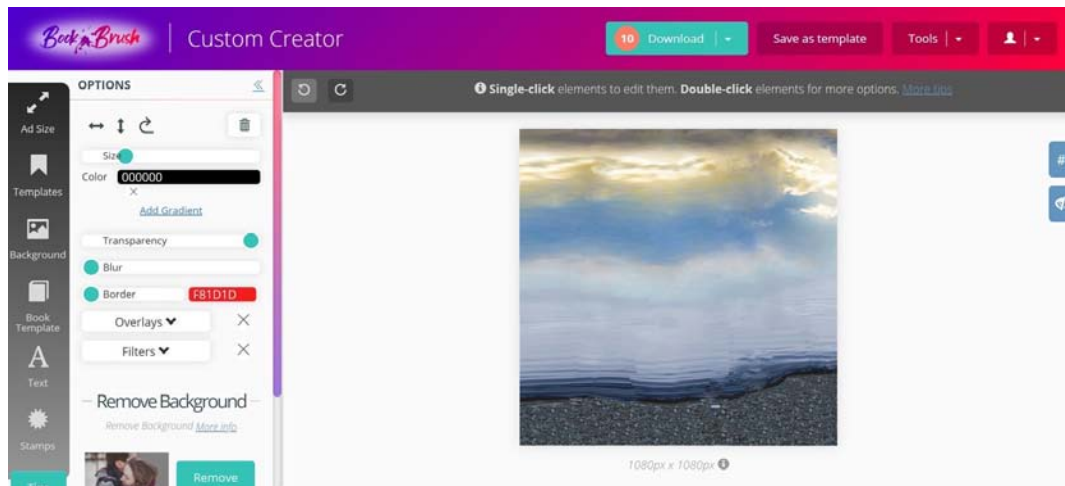 Book Brush
Custom Creator
10 Download
Save as template
Tools
OPTIONS
Single-click elements to edit them. Double-click elements for more options. More tips
Ad Size
Size
Color 000000
Templates
Add Gradient
Transparency
Background
Blur
Border F81D1D
Book
Template
Overlays
Filters
Text
Remove Background
Remove Background More info
Stamps
1080px x 1080px
Remove